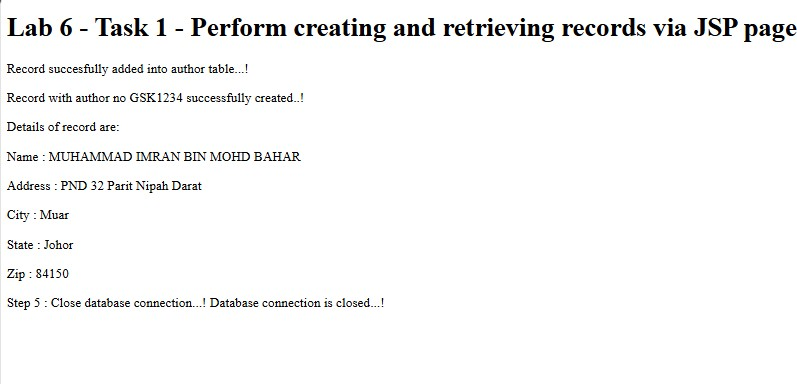 Lab 6 - Task 1 - Perform creating and retrieving records via JSP page
Record succesfully added into author table...!
Record with author no GSK1234 successfully created..!
Details of record are:
Name : MUHAMMAD IMRAN BIN MOHD BAHAR
Address : PND 32 Parit Nipah Darat
City : Muar
State : Johor
Zip : 84150
Step 5 : Close database connection...! Database connection is closed...!